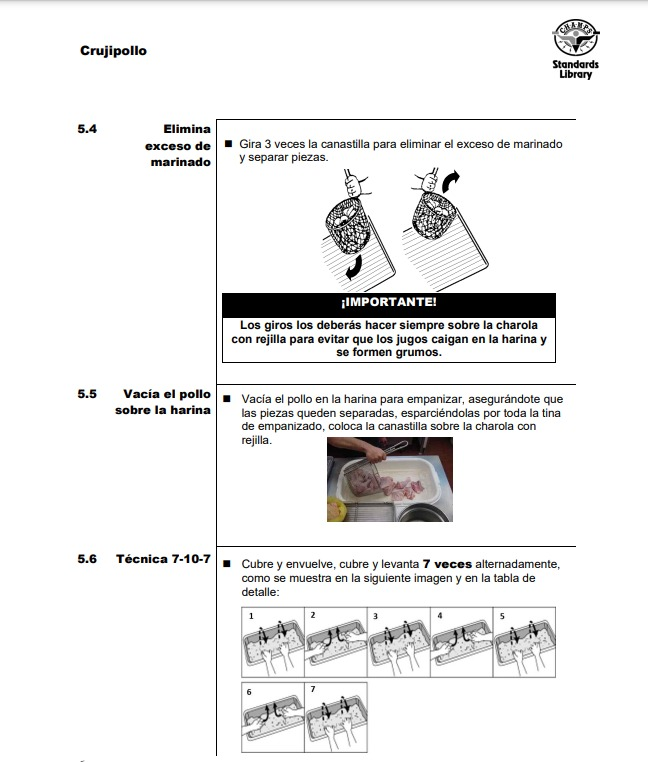 CHAMPS
Crujipollo
Standards
Library
5.4 Elimina
exceso de
marinado
■ Gira 3 veces la canastilla para eliminar el exceso de marinado
y separar piezas.
¡IMPORTANTE!
Los giros los deberás hacer siempre sobre la charola
con rejilla para evitar que los jugos caigan en la harina y
se formen grumos.
5.5 Vacía el pollo
sobre la harina
■ Vacía el pollo en la harina para empanizar, asegurándote que
las piezas queden separadas, esparciéndolas por toda la tina
de empanizado, coloca la canastilla sobre la charola con
rejilla.
5.6 Técnica 7-10-7
■ Cubre y envuelve, cubre y levanta 7 veces alternadamente,
como se muestra en la siguiente imagen y en la tabla de
detalle:
1 2 3 4 5
6 7